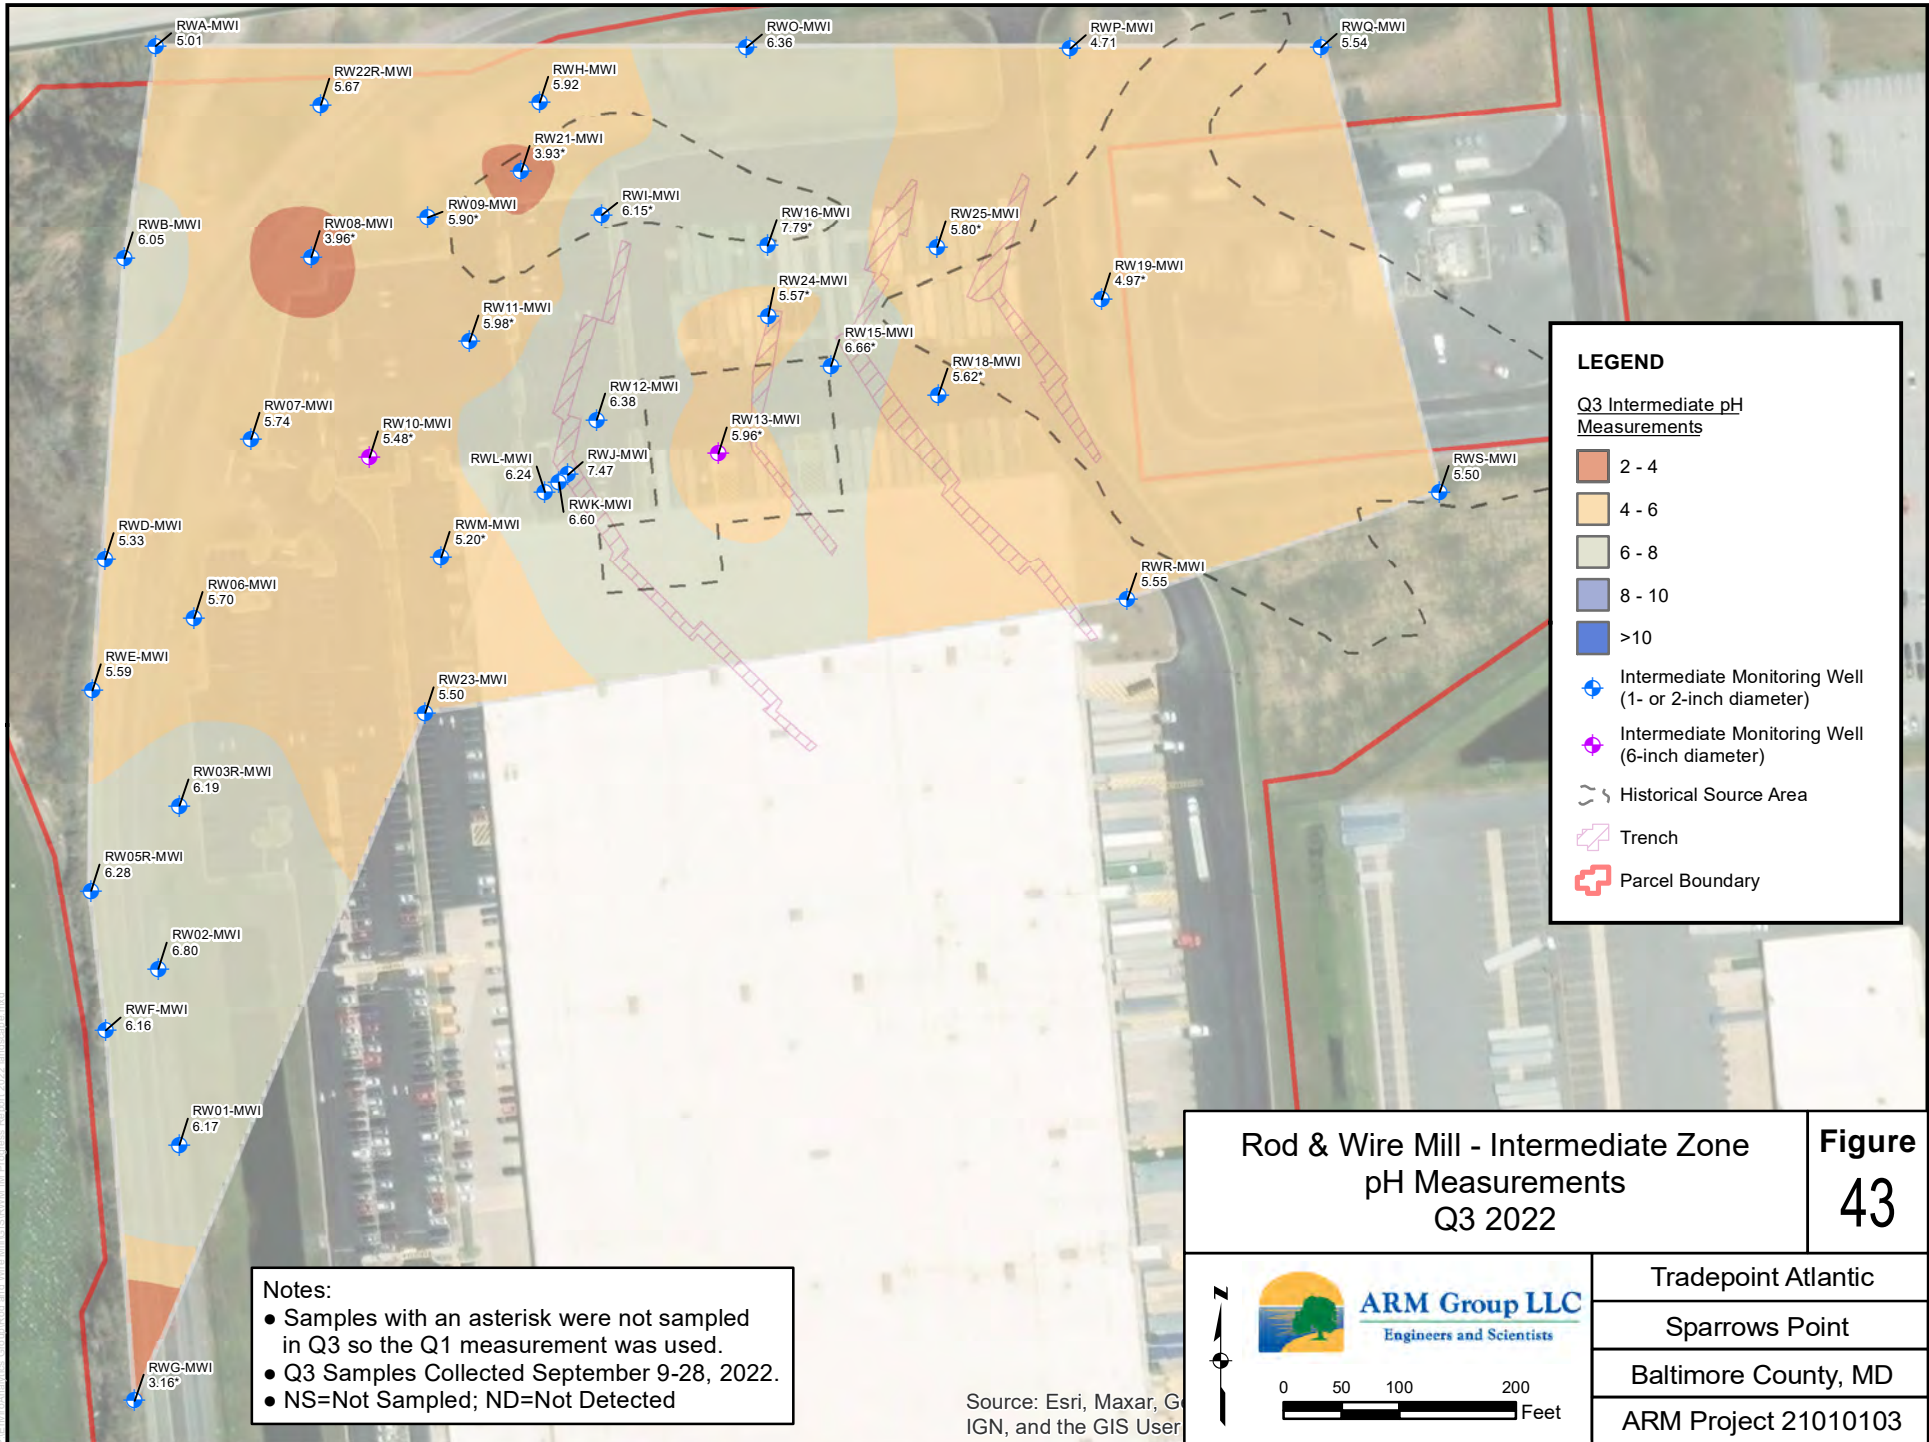 RWA-MWI
5.01
RWO-MWI
6.36
RWP-MWI
4.71
RWQ-MWI
5.54
RW22R-MWI
5.67
RWH-MWI
5.92
RW21-MWI
3.93*
RWB-MWI
6.05
RW08-MWI
3.96*
RW09-MWI
5.90*
RWI-MWI
6.15*
RW16-MWI
7.79*
RW25-MWI
5.80*
RW19-MWI
4.97*
RW24-MWI
5.57*
RW11-MWI
5.98*
RW15-MWI
6.66*
RW18-MWI
5.62*
RW12-MWI
6.38
RW07-MWI
5.74
RW10-MWI
5.48*
RW13-MWI
5.96*
RWL-MWI
6.24
RWJ-MWI
7.47
RWK-MWI
6.60
RWS-MWI
5.50
RWD-MWI
5.33
RWM-MWI
5.20*
RWR-MWI
5.55
RW06-MWI
5.70
RWE-MWI
5.59
RW23-MWI
5.50
RW03R-MWI
6.19
RW05R-MWI
6.28
RW02-MWI
6.80
RWF-MWI
6.16
RW01-MWI
6.17
RWG-MWI
3.16*
LEGEND
Q3 Intermediate pH
Measurements
2 - 4
4 - 6
6 - 8
8 - 10
>10
Intermediate Monitoring Well
(1- or 2-inch diameter)
Intermediate Monitoring Well
(6-inch diameter)
Historical Source Area
Trench
Parcel Boundary
Notes:
● Samples with an asterisk were not sampled
in Q3 so the Q1 measurement was used.
● Q3 Samples Collected September 9-28, 2022.
● NS=Not Sampled; ND=Not Detected
Source: Esri, Maxar, Ge
IGN, and the GIS User
Rod & Wire Mill - Intermediate Zone
pH Measurements
Q3 2022
Figure
43
Z
ARM Group LLC
Engineers and Scientists
0 50 100 200
Feet
Tradepoint Atlantic
Sparrows Point
Baltimore County, MD
ARM Project 21010103